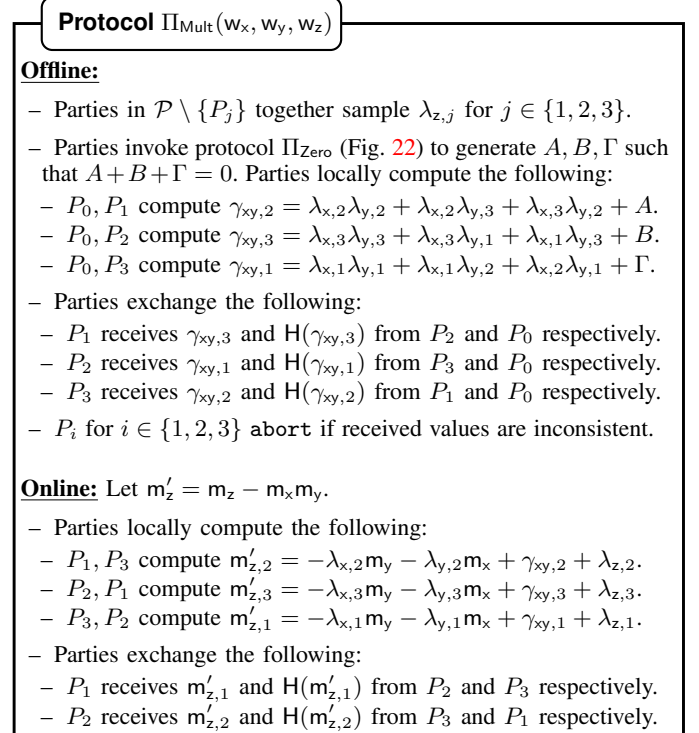 Protocol Π_Mult(w_x, w_y, w_z)
Offline:
– Parties in 𝒫 \ {P_j} together sample λ_{z,j} for j ∈ {1, 2, 3}.
– Parties invoke protocol Π_Zero (Fig. 22) to generate A, B, Γ such
that A + B + Γ = 0. Parties locally compute the following:
– P_0, P_1 compute γ_{xy,2} = λ_{x,2}λ_{y,2} + λ_{x,2}λ_{y,3} + λ_{x,3}λ_{y,2} + A.
– P_0, P_2 compute γ_{xy,3} = λ_{x,3}λ_{y,3} + λ_{x,3}λ_{y,1} + λ_{x,1}λ_{y,3} + B.
– P_0, P_3 compute γ_{xy,1} = λ_{x,1}λ_{y,1} + λ_{x,1}λ_{y,2} + λ_{x,2}λ_{y,1} + Γ.
– Parties exchange the following:
– P_1 receives γ_{xy,3} and H(γ_{xy,3}) from P_2 and P_0 respectively.
– P_2 receives γ_{xy,1} and H(γ_{xy,1}) from P_3 and P_0 respectively.
– P_3 receives γ_{xy,2} and H(γ_{xy,2}) from P_1 and P_0 respectively.
– P_i for i ∈ {1, 2, 3} abort if received values are inconsistent.
Online: Let m′_z = m_z − m_x m_y.
– Parties locally compute the following:
– P_1, P_3 compute m′_{z,2} = −λ_{x,2}m_y − λ_{y,2}m_x + γ_{xy,2} + λ_{z,2}.
– P_2, P_1 compute m′_{z,3} = −λ_{x,3}m_y − λ_{y,3}m_x + γ_{xy,3} + λ_{z,3}.
– P_3, P_2 compute m′_{z,1} = −λ_{x,1}m_y − λ_{y,1}m_x + γ_{xy,1} + λ_{z,1}.
– Parties exchange the following:
– P_1 receives m′_{z,1} and H(m′_{z,1}) from P_2 and P_3 respectively.
– P_2 receives m′_{z,2} and H(m′_{z,2}) from P_3 and P_1 respectively.